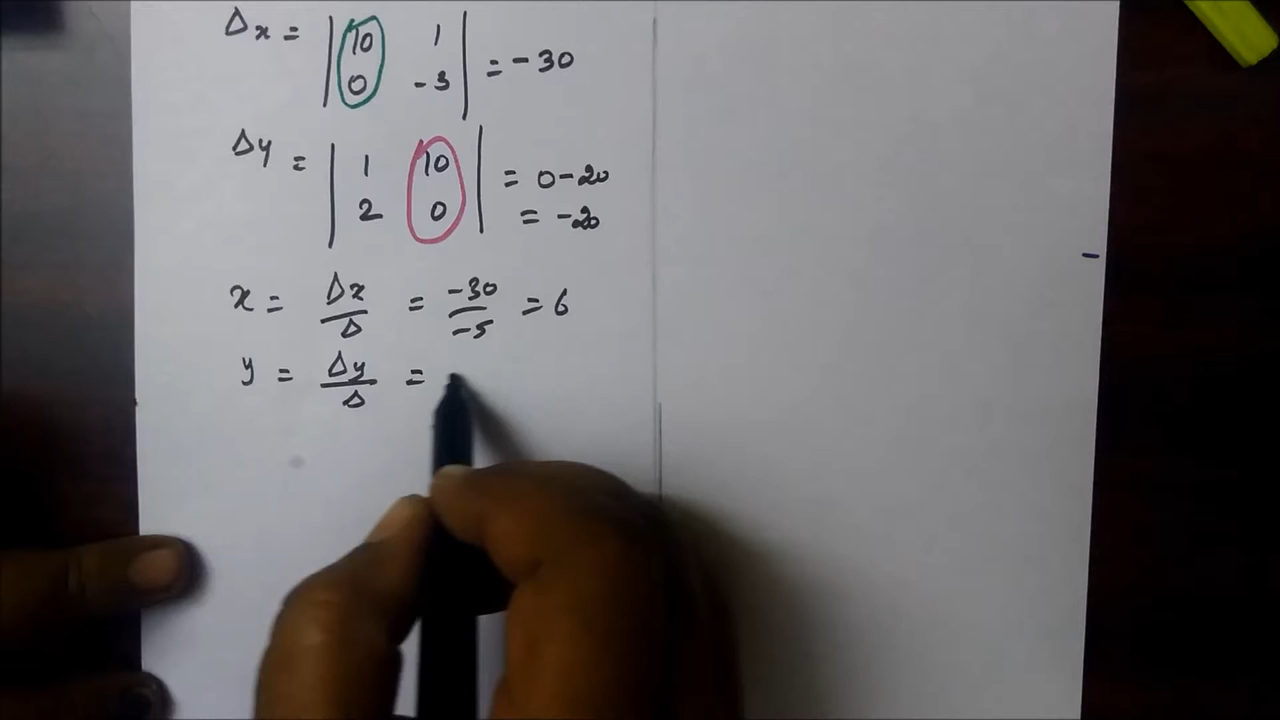 Δx = | 10 1 | = -30
| 0 -3 |
Δy = | 1 10 | = 0-20
| 2 0 | = -20
x = Δx/Δ = -30/-5 = 6
y = Δy/Δ =